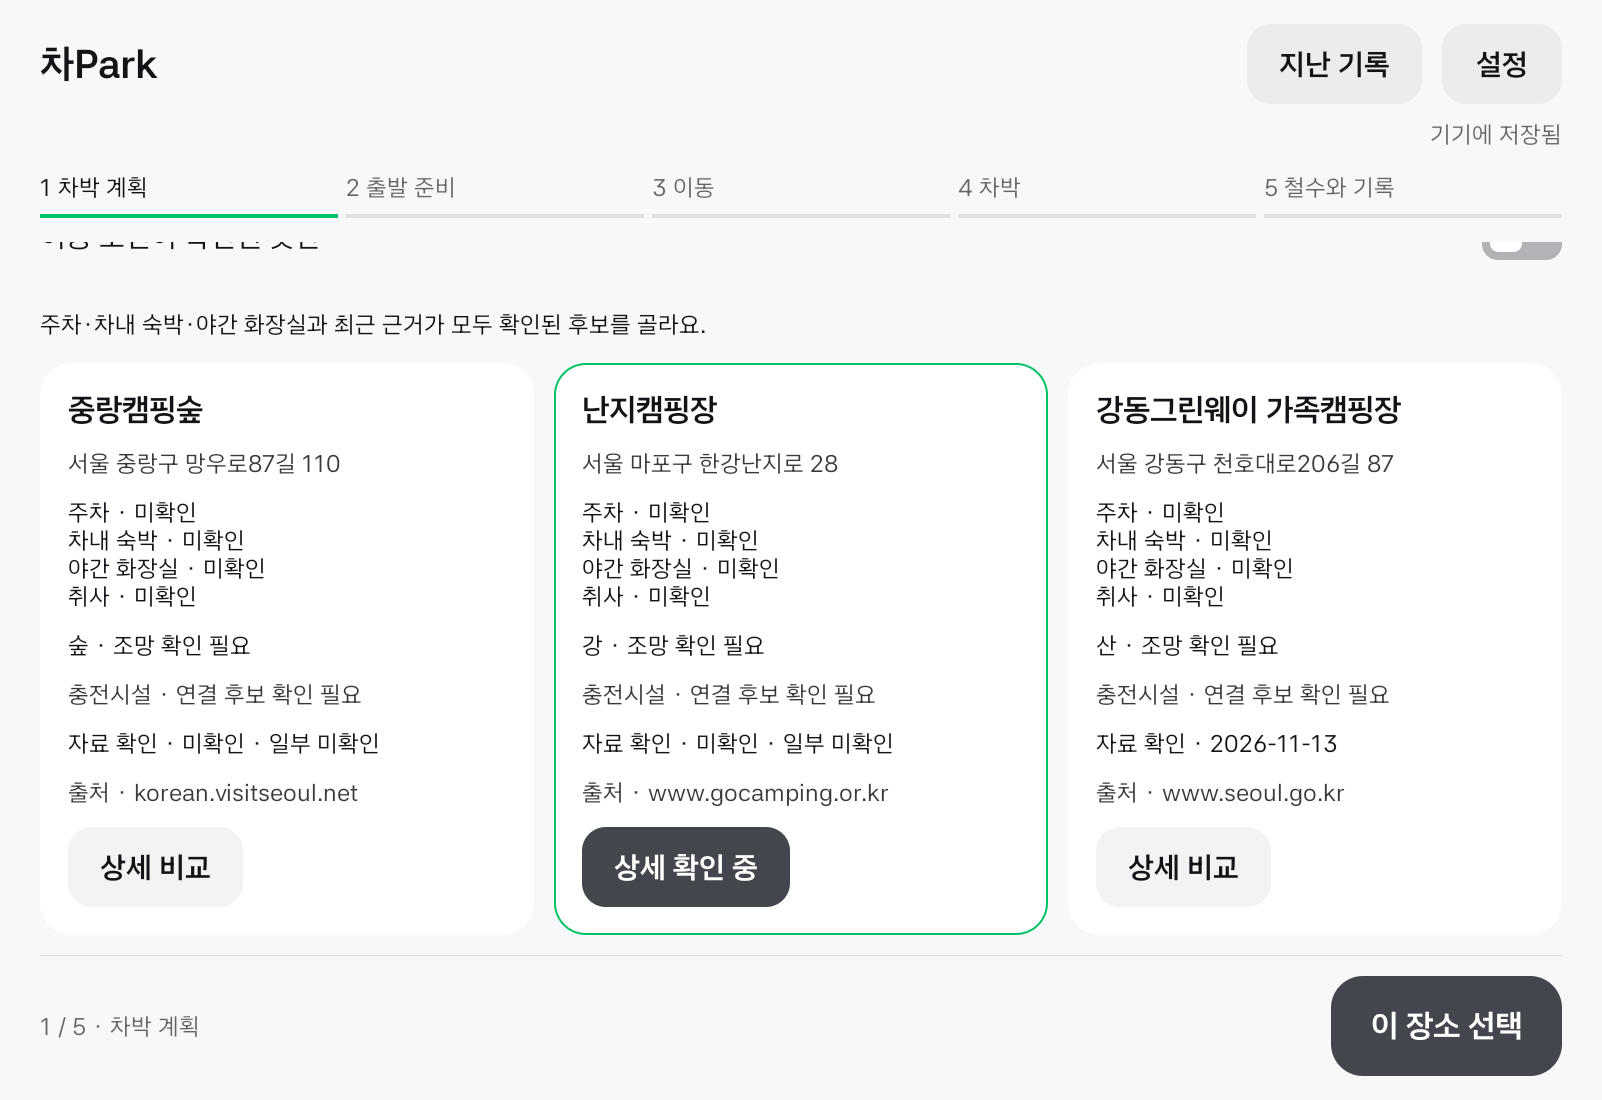 차Park
지난 기록
설정
기기에 저장됨
1 차박 계획
2 출발 준비
3 이동
4 차박
5 철수와 기록
주차·차내 숙박·야간 화장실과 최근 근거가 모두 확인된 후보를 골라요.
중랑캠핑숲
서울 중랑구 망우로87길 110
주차 · 미확인
차내 숙박 · 미확인
야간 화장실 · 미확인
취사 · 미확인
숲 · 조망 확인 필요
충전시설 · 연결 후보 확인 필요
자료 확인 · 미확인 · 일부 미확인
출처 · korean.visitseoul.net
상세 비교
난지캠핑장
서울 마포구 한강난지로 28
주차 · 미확인
차내 숙박 · 미확인
야간 화장실 · 미확인
취사 · 미확인
강 · 조망 확인 필요
충전시설 · 연결 후보 확인 필요
자료 확인 · 미확인 · 일부 미확인
출처 · www.gocamping.or.kr
상세 확인 중
강동그린웨이 가족캠핑장
서울 강동구 천호대로206길 87
주차 · 미확인
차내 숙박 · 미확인
야간 화장실 · 미확인
취사 · 미확인
산 · 조망 확인 필요
충전시설 · 연결 후보 확인 필요
자료 확인 · 2026-11-13
출처 · www.seoul.go.kr
상세 비교
1 / 5 · 차박 계획
이 장소 선택